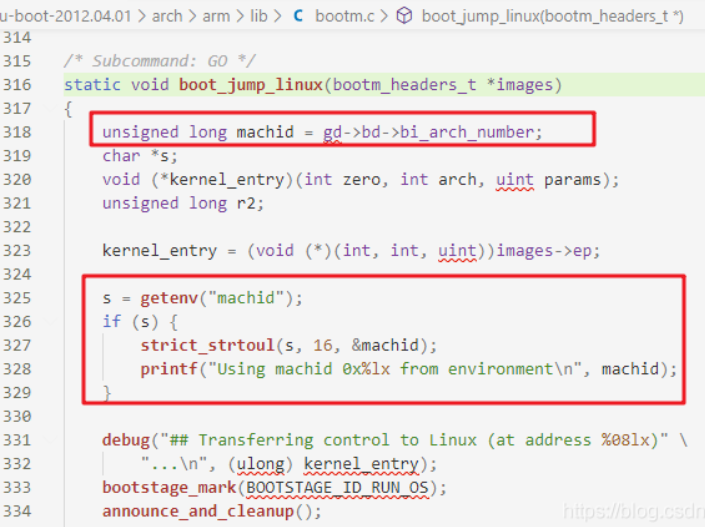 u-boot-2012.04.01 > arch > arm > lib > C bootm.c > boot_jump_linux(bootm_headers_t *)
314
315 /* Subcommand: GO */
316 static void boot_jump_linux(bootm_headers_t *images)
317 {
318 unsigned long machid = gd->bd->bi_arch_number;
319 char *s;
320 void (*kernel_entry)(int zero, int arch, uint params);
321 unsigned long r2;
322
323 kernel_entry = (void (*)(int, int, uint))images->ep;
324
325 s = getenv("machid");
326 if (s) {
327 strict_strtoul(s, 16, &machid);
328 printf("Using machid 0x%lx from environment\n", machid);
329 }
330
331 debug("## Transferring control to Linux (at address %08lx)" \
332 "...\n", (ulong) kernel_entry);
333 bootstage_mark(BOOTSTAGE_ID_RUN_OS);
334 announce_and_cleanup();
https://blog.csdn